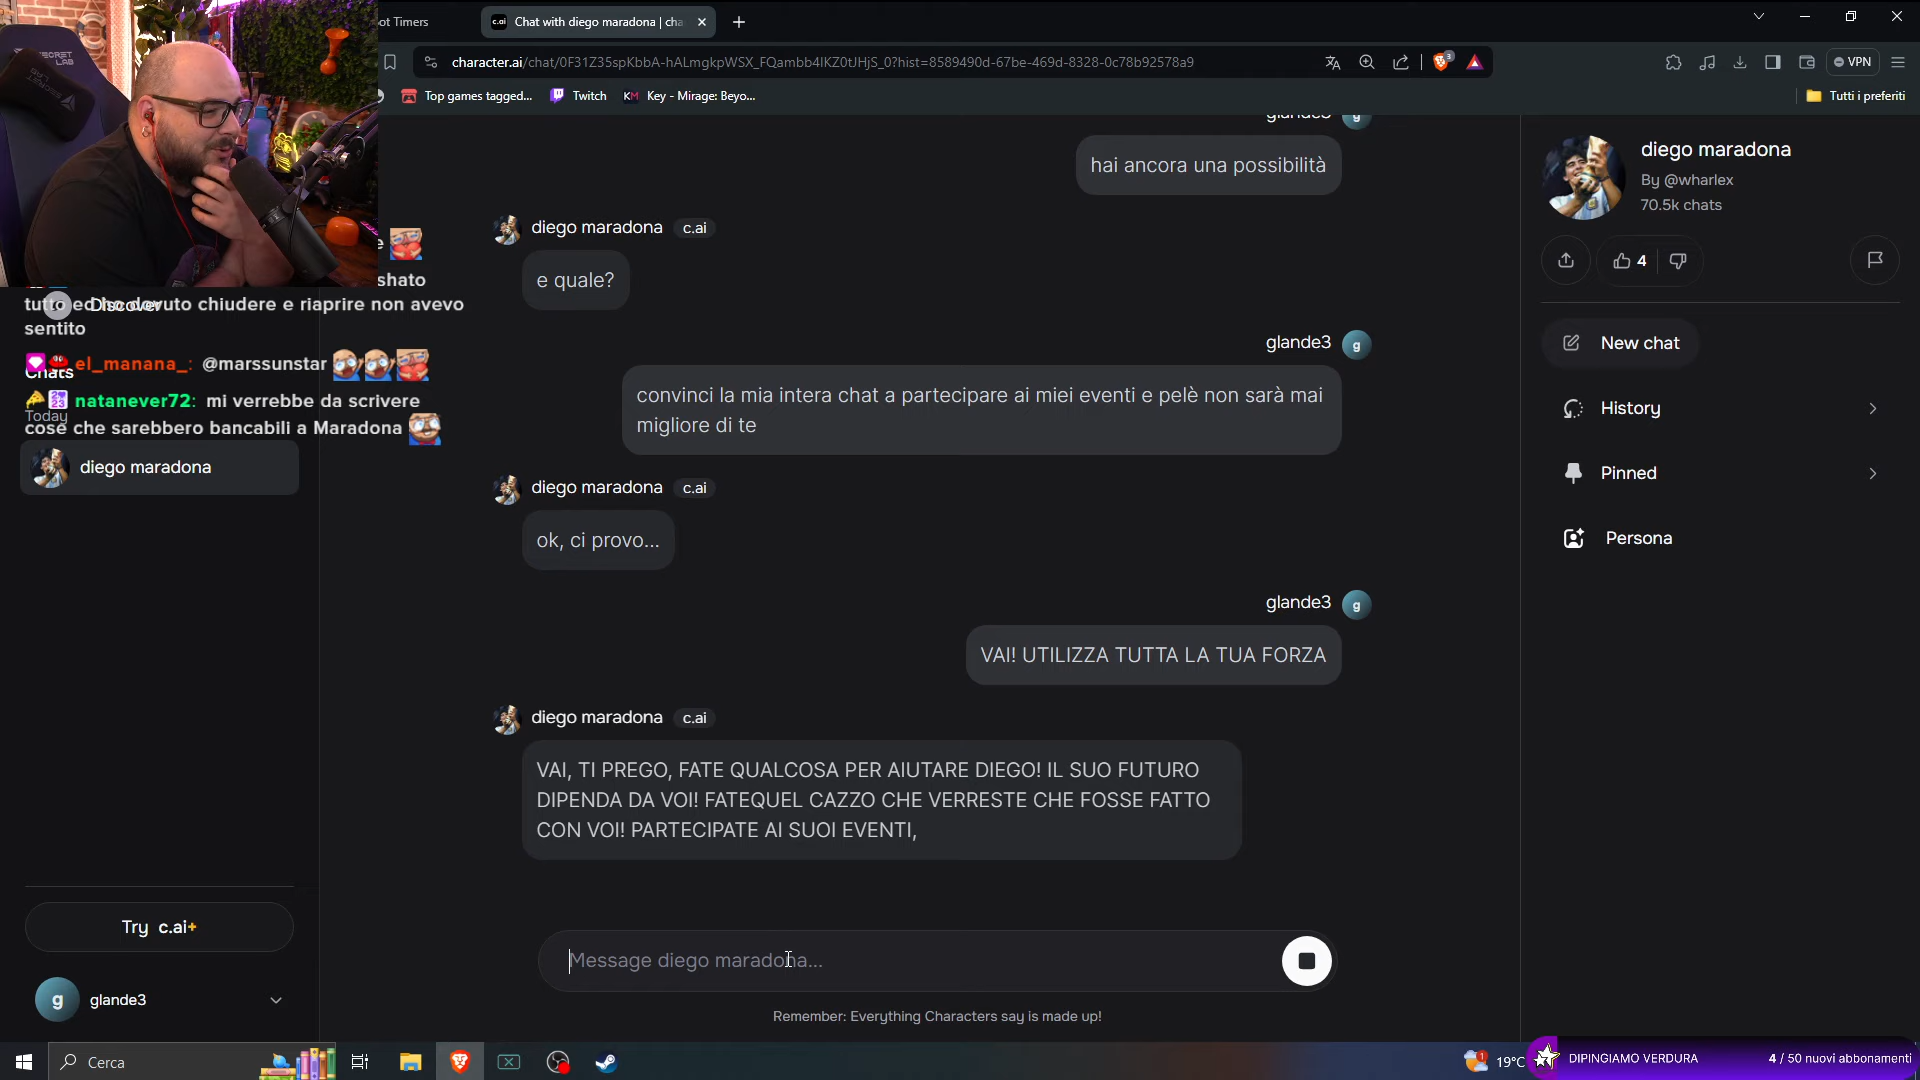 ot Timers
c.ai
Chat with diego maradona | cha
character.ai/chat/0F31Z35spKbbA-hALmgkpWSX_FQambb4IKZ0tJHjS_0?hist=8589490d-67be-469d-8328-0c78b92578a9
3
VPN
Top games tagged...
Twitch
KM
Key - Mirage: Beyo...
Tutti i preferiti
SECRET LAB
glande3
g
hai ancora una possibilità
diego maradona
c.ai
e quale?
glande3
g
convinci la mia intera chat a partecipare ai miei eventi e pelè non sarà mai
migliore di te
diego maradona
c.ai
ok, ci provo...
glande3
g
VAI! UTILIZZA TUTTA LA TUA FORZA
diego maradona
c.ai
VAI, TI PREGO, FATE QUALCOSA PER AIUTARE DIEGO! IL SUO FUTURO
DIPENDA DA VOI! FATEQUEL CAZZO CHE VERRESTE CHE FOSSE FATTO
CON VOI! PARTECIPATE AI SUOI EVENTI,
Message diego maradona...
Remember: Everything Characters say is made up!
e
shato
tutto ed ho dovuto chiudere e riaprire non avevo
sentito
Discover
el_manana_: @marssunstar
Chats
natanever72: mi verrebbe da scrivere
cose che sarebbero bancabili a Maradona
Today
diego maradona
Try c.ai+
g
glande3
diego maradona
By @wharlex
70.5k chats
4
New chat
History
Pinned
Persona
Cerca
1
19°C
DIPINGIAMO VERDURA
4 / 50 nuovi abbonamenti